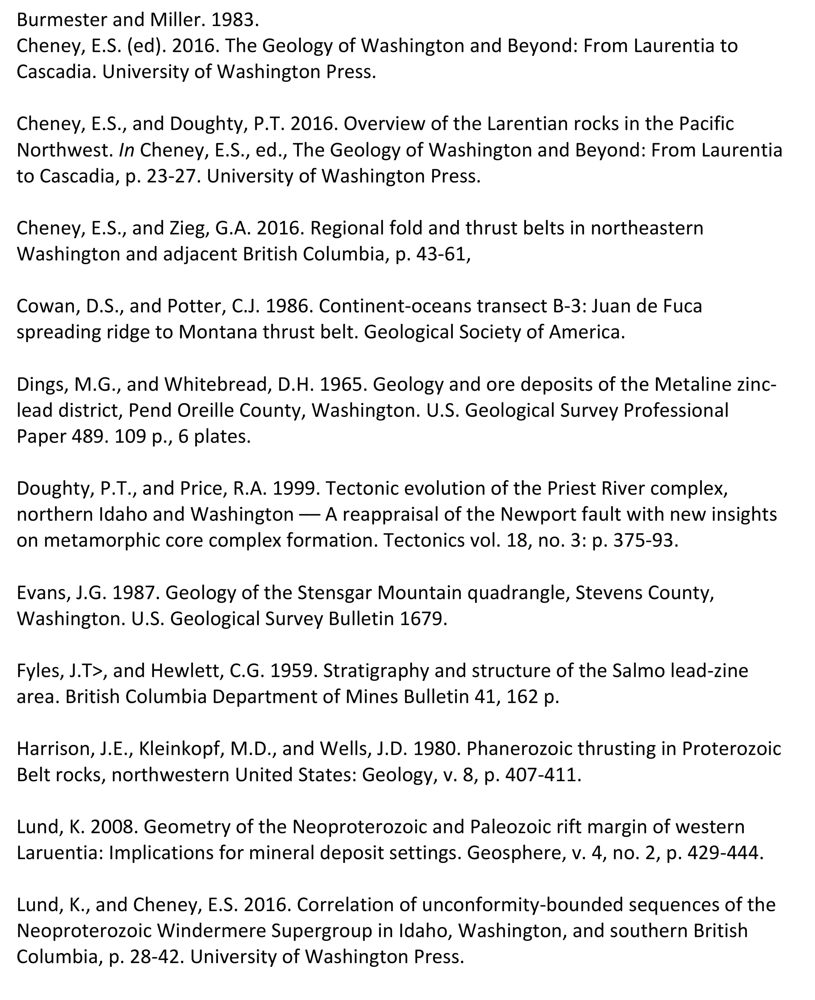 Burmester and Miller. 1983.
Cheney, E.S. (ed). 2016. The Geology of Washington and Beyond: From Laurentia to
Cascadia. University of Washington Press.
Cheney, E.S., and Doughty, P.T. 2016. Overview of the Larentian rocks in the Pacific
Northwest. In Cheney, E.S., ed., The Geology of Washington and Beyond: From Laurentia
to Cascadia, p. 23-27. University of Washington Press.
Cheney, E.S., and Zieg, G.A. 2016. Regional fold and thrust belts in northeastern
Washington and adjacent British Columbia, p. 43-61,
Cowan, D.S., and Potter, C.J. 1986. Continent-oceans transect B-3: Juan de Fuca
spreading ridge to Montana thrust belt. Geological Society of America.
Dings, M.G., and Whitebread, D.H. 1965. Geology and ore deposits of the Metaline zinc-
lead district, Pend Oreille County, Washington. U.S. Geological Survey Professional
Paper 489. 109 p., 6 plates.
Doughty, P.T., and Price, R.A. 1999. Tectonic evolution of the Priest River complex,
northern Idaho and Washington — A reappraisal of the Newport fault with new insights
on metamorphic core complex formation. Tectonics vol. 18, no. 3: p. 375-93.
Evans, J.G. 1987. Geology of the Stensgar Mountain quadrangle, Stevens County,
Washington. U.S. Geological Survey Bulletin 1679.
Fyles, J.T>, and Hewlett, C.G. 1959. Stratigraphy and structure of the Salmo lead-zine
area. British Columbia Department of Mines Bulletin 41, 162 p.
Harrison, J.E., Kleinkopf, M.D., and Wells, J.D. 1980. Phanerozoic thrusting in Proterozoic
Belt rocks, northwestern United States: Geology, v. 8, p. 407-411.
Lund, K. 2008. Geometry of the Neoproterozoic and Paleozoic rift margin of western
Laruentia: Implications for mineral deposit settings. Geosphere, v. 4, no. 2, p. 429-444.
Lund, K., and Cheney, E.S. 2016. Correlation of unconformity-bounded sequences of the
Neoproterozoic Windermere Supergroup in Idaho, Washington, and southern British
Columbia, p. 28-42. University of Washington Press.